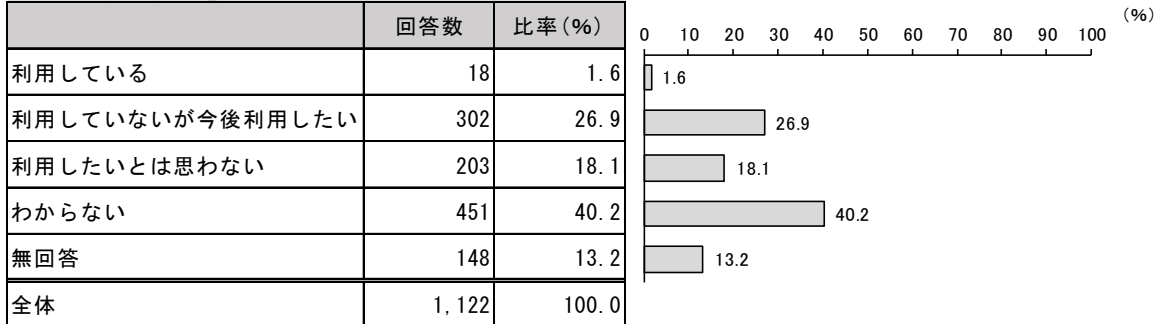 回答数 比率(%)
利用している 18 1.6
利用していないが今後利用したい 302 26.9
利用したいとは思わない 203 18.1
わからない 451 40.2
無回答 148 13.2
全体 1,122 100.0
(%)
0 10 20 30 40 50 60 70 80 90 100
1.6
26.9
18.1
40.2
13.2